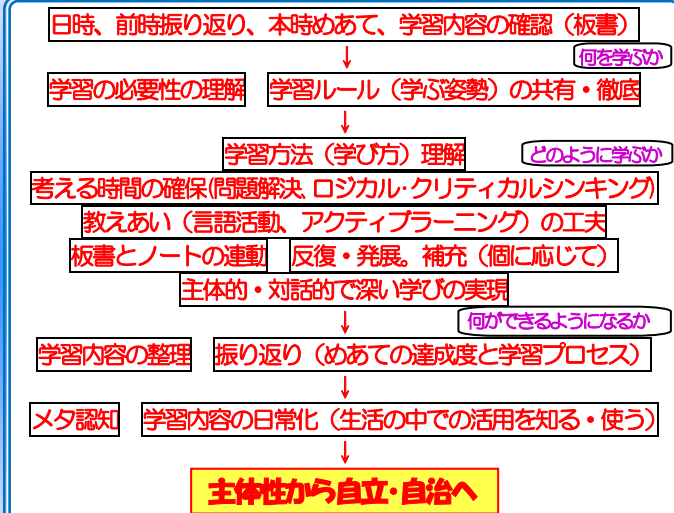 日時、前時振り返り、本時めあて、学習内容の確認（板書）
何を学ぶか
学習の必要性の理解　学習ルール（学ぶ姿勢）の共有・徹底
学習方法（学び方）理解　どのように学ぶか
考える時間の確保(問題解決、ロジカル・クリティカルシンキング)
教えあい（言語活動、アクティブラーニング）の工夫
板書とノートの連動　反復・発展。補充（個に応じて）
主体的・対話的で深い学びの実現
何ができるようになるか
学習内容の整理　振り返り（めあての達成度と学習プロセス）
メタ認知　学習内容の日常化（生活の中での活用を知る・使う）
主体性から自立・自治へ